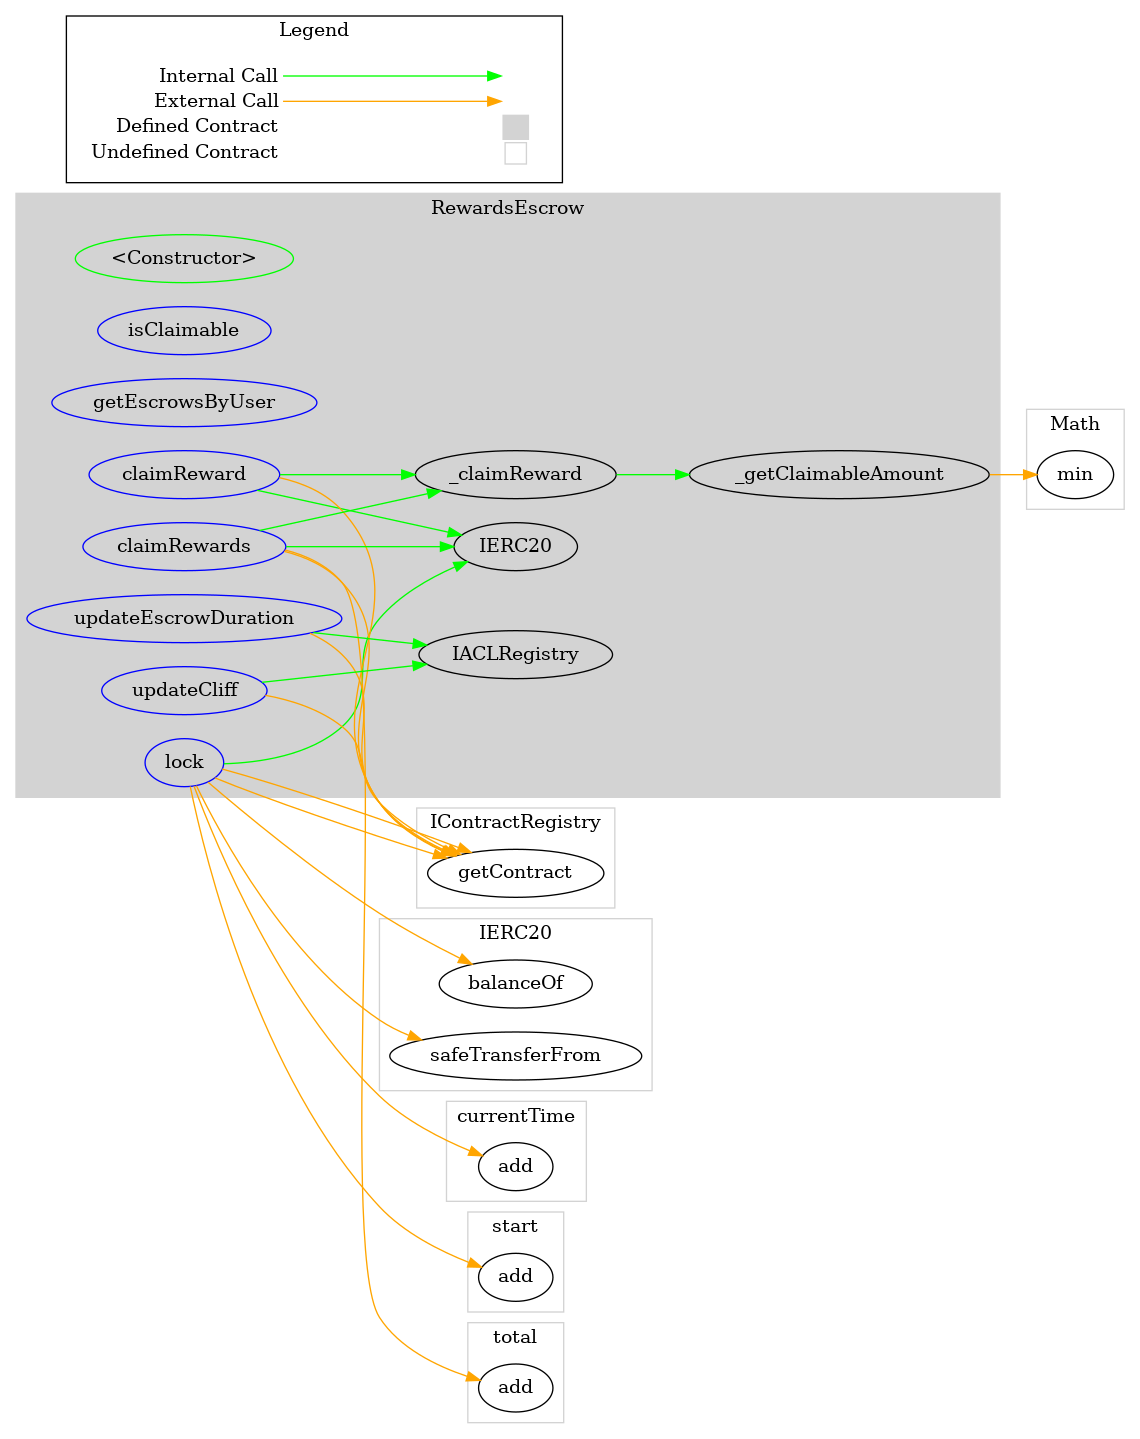 Legend
Internal Call
External Call
Defined Contract
Undefined Contract
RewardsEscrow
<Constructor>
isClaimable
getEscrowsByUser
claimReward
_claimReward
_getClaimableAmount
Math
min
claimRewards
IERC20
updateEscrowDuration
IACLRegistry
updateCliff
lock
IContractRegistry
getContract
IERC20
balanceOf
safeTransferFrom
currentTime
add
start
add
total
add